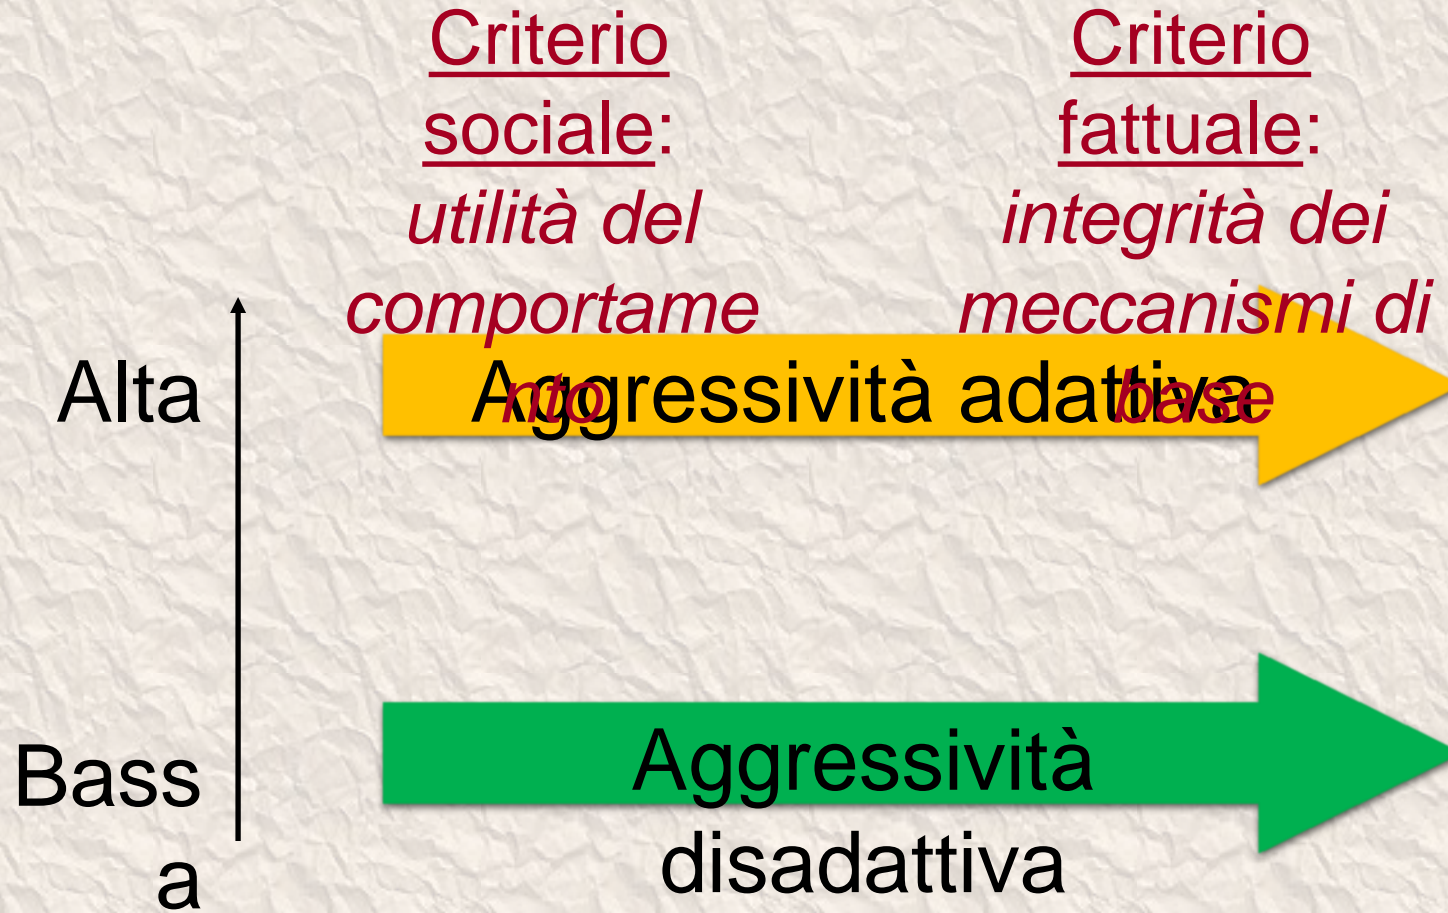 Criterio
sociale:
utilità del
comportame
nto
Criterio
fattuale:
integrità dei
meccanismi di
base
Alta
Aggressività adattiva
Bass
a
Aggressività
disadattiva